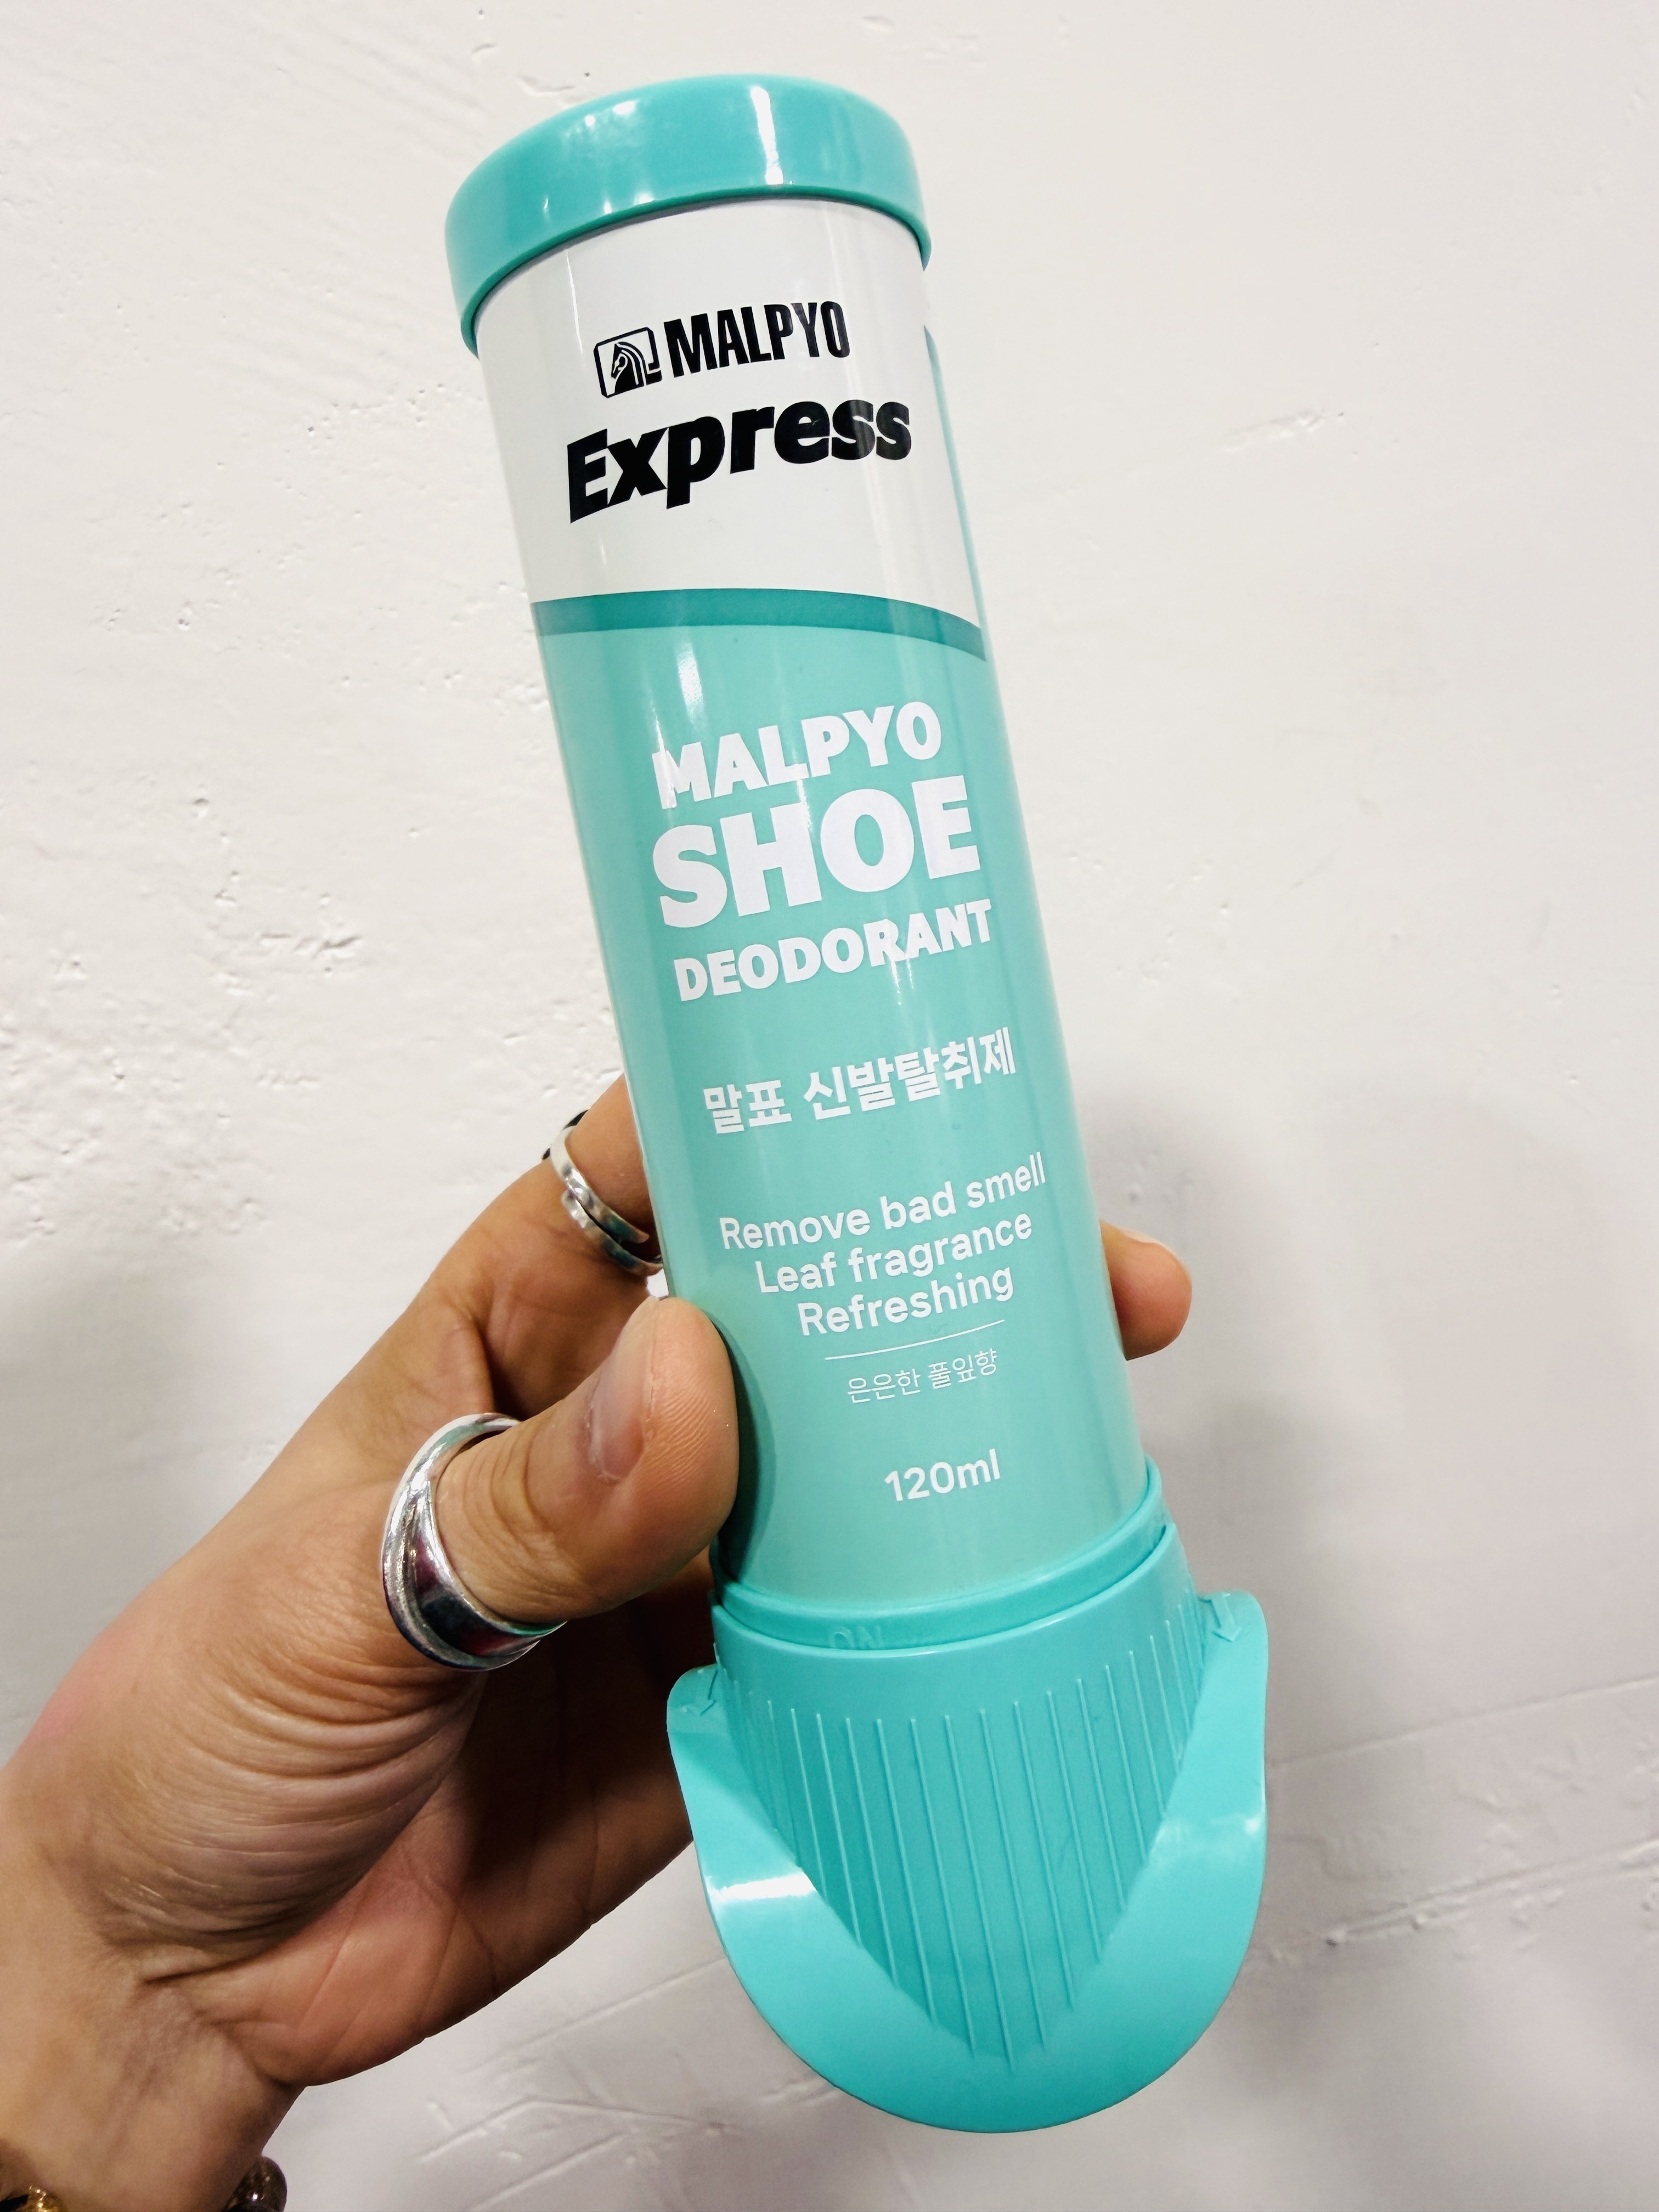 MALPYO
Express
MALPYO
SHOE
DEODORANT
말표 신발탈취제
Remove bad smell
Leaf fragrance
Refreshing
은은한 풀잎향
120ml
ON